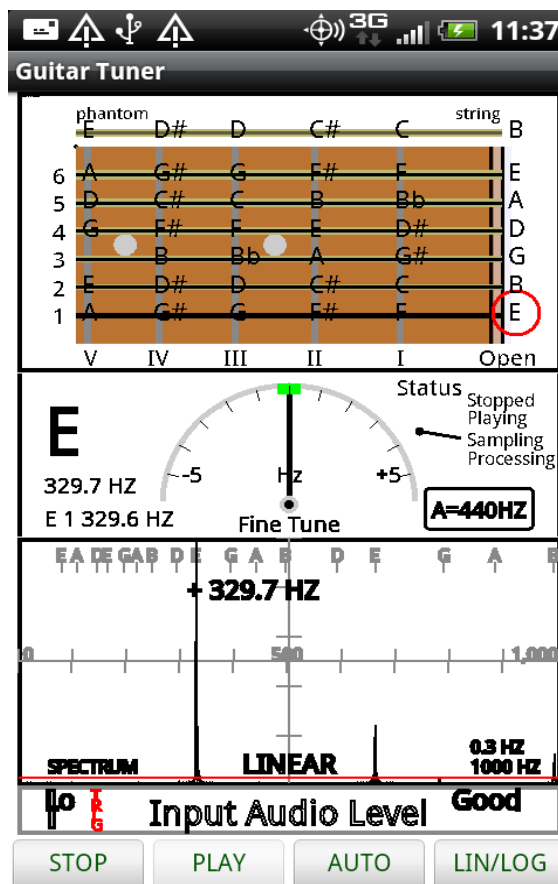 3G 11:37
Guitar Tuner
phantom string
E D# D C# C B
6 A G# G F# F E
5 D C# C B Bb A
4 G F# F E D# D
3 B Bb A G# G
2 E D# D C# C B
1 A G# G F# F E
V IV III II I Open
E
Status
Stopped
Playing
Sampling
Processing
-5 Hz +5
329.7 HZ
E 1 329.6 HZ
Fine Tune
A=440HZ
E A D E G A B D E G A B D E G A B
+ 329.7 HZ
0 500 1,000
SPECTRUM LINEAR 0.3 HZ
1000 HZ
Lo TRG Input Audio Level Good
STOP PLAY AUTO LIN/LOG